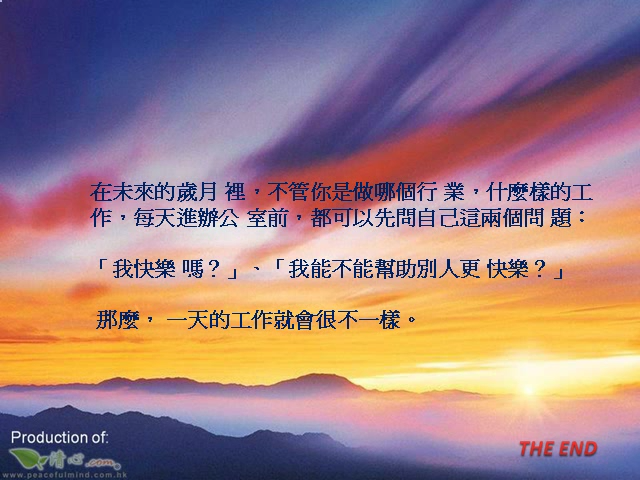 在未來的歲月 裡，不管你是做哪個行 業，什麼樣的工
作，每天進辦公 室前，都可以先問自己這兩個問 題：
「我快樂 嗎？」、「我能不能幫助別人更 快樂？」
那麼， 一天的工作就會很不一樣。
Production of:
清心.com。
www.peacefulmind.com.hk
THE END